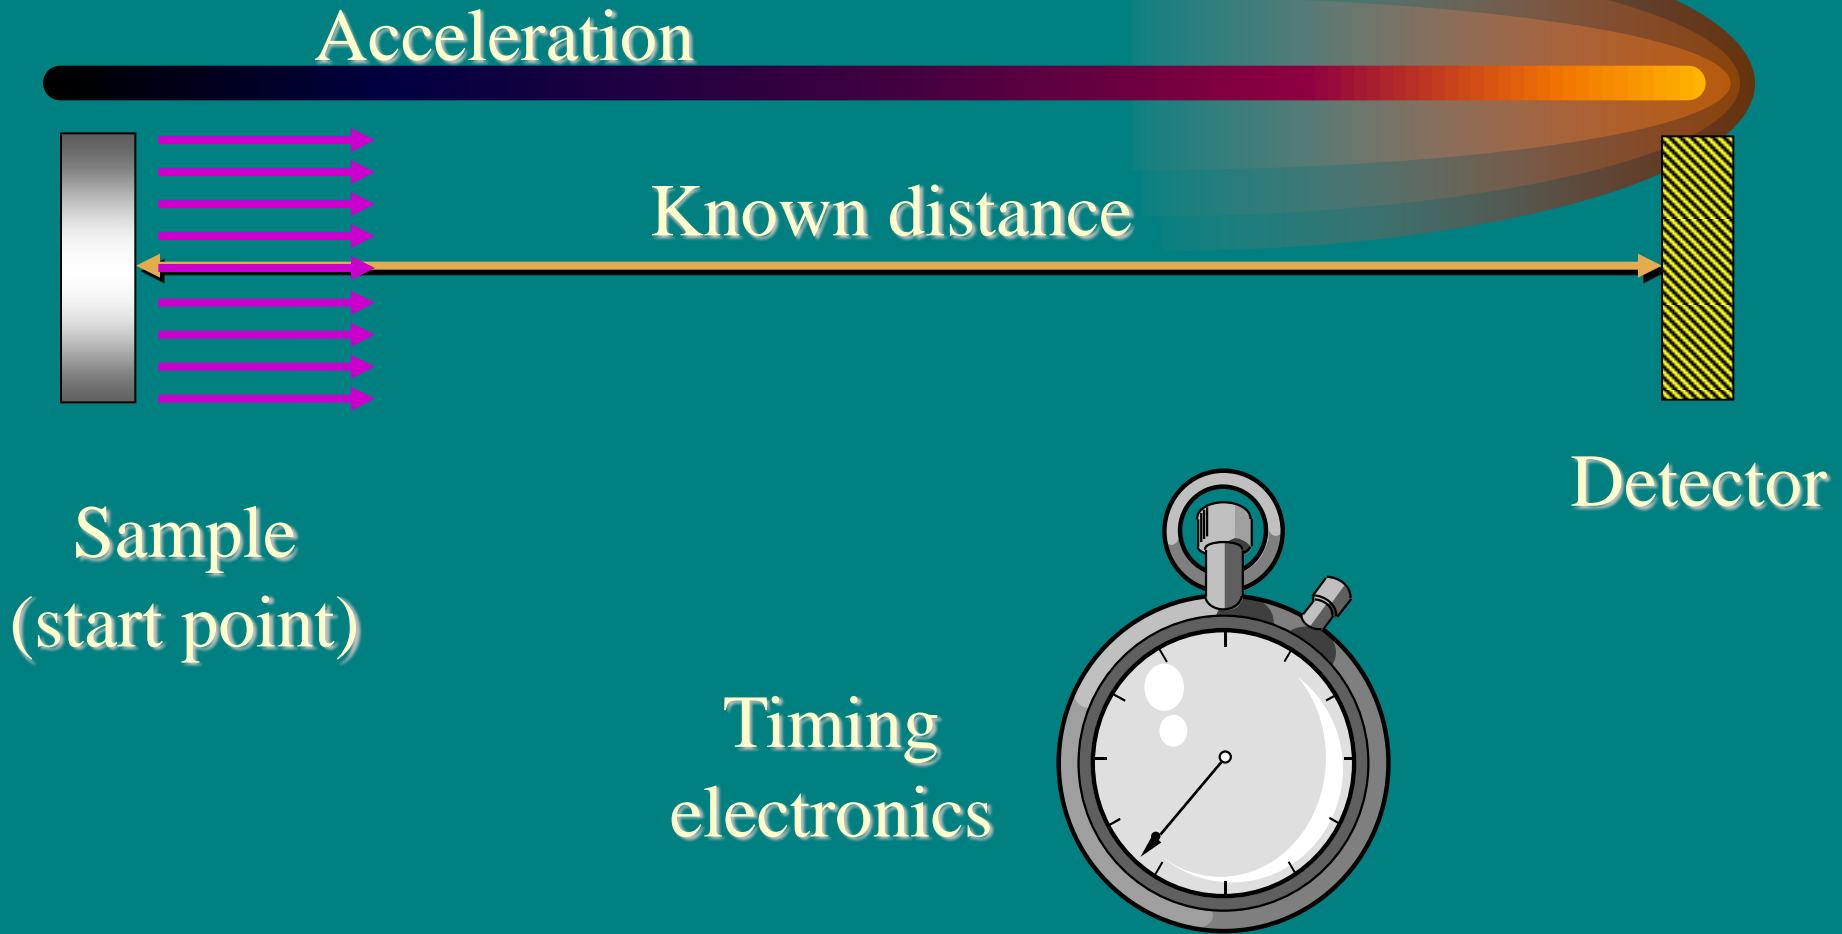 Acceleration
Known distance
Detector
Sample
(start point)
Timing
electronics